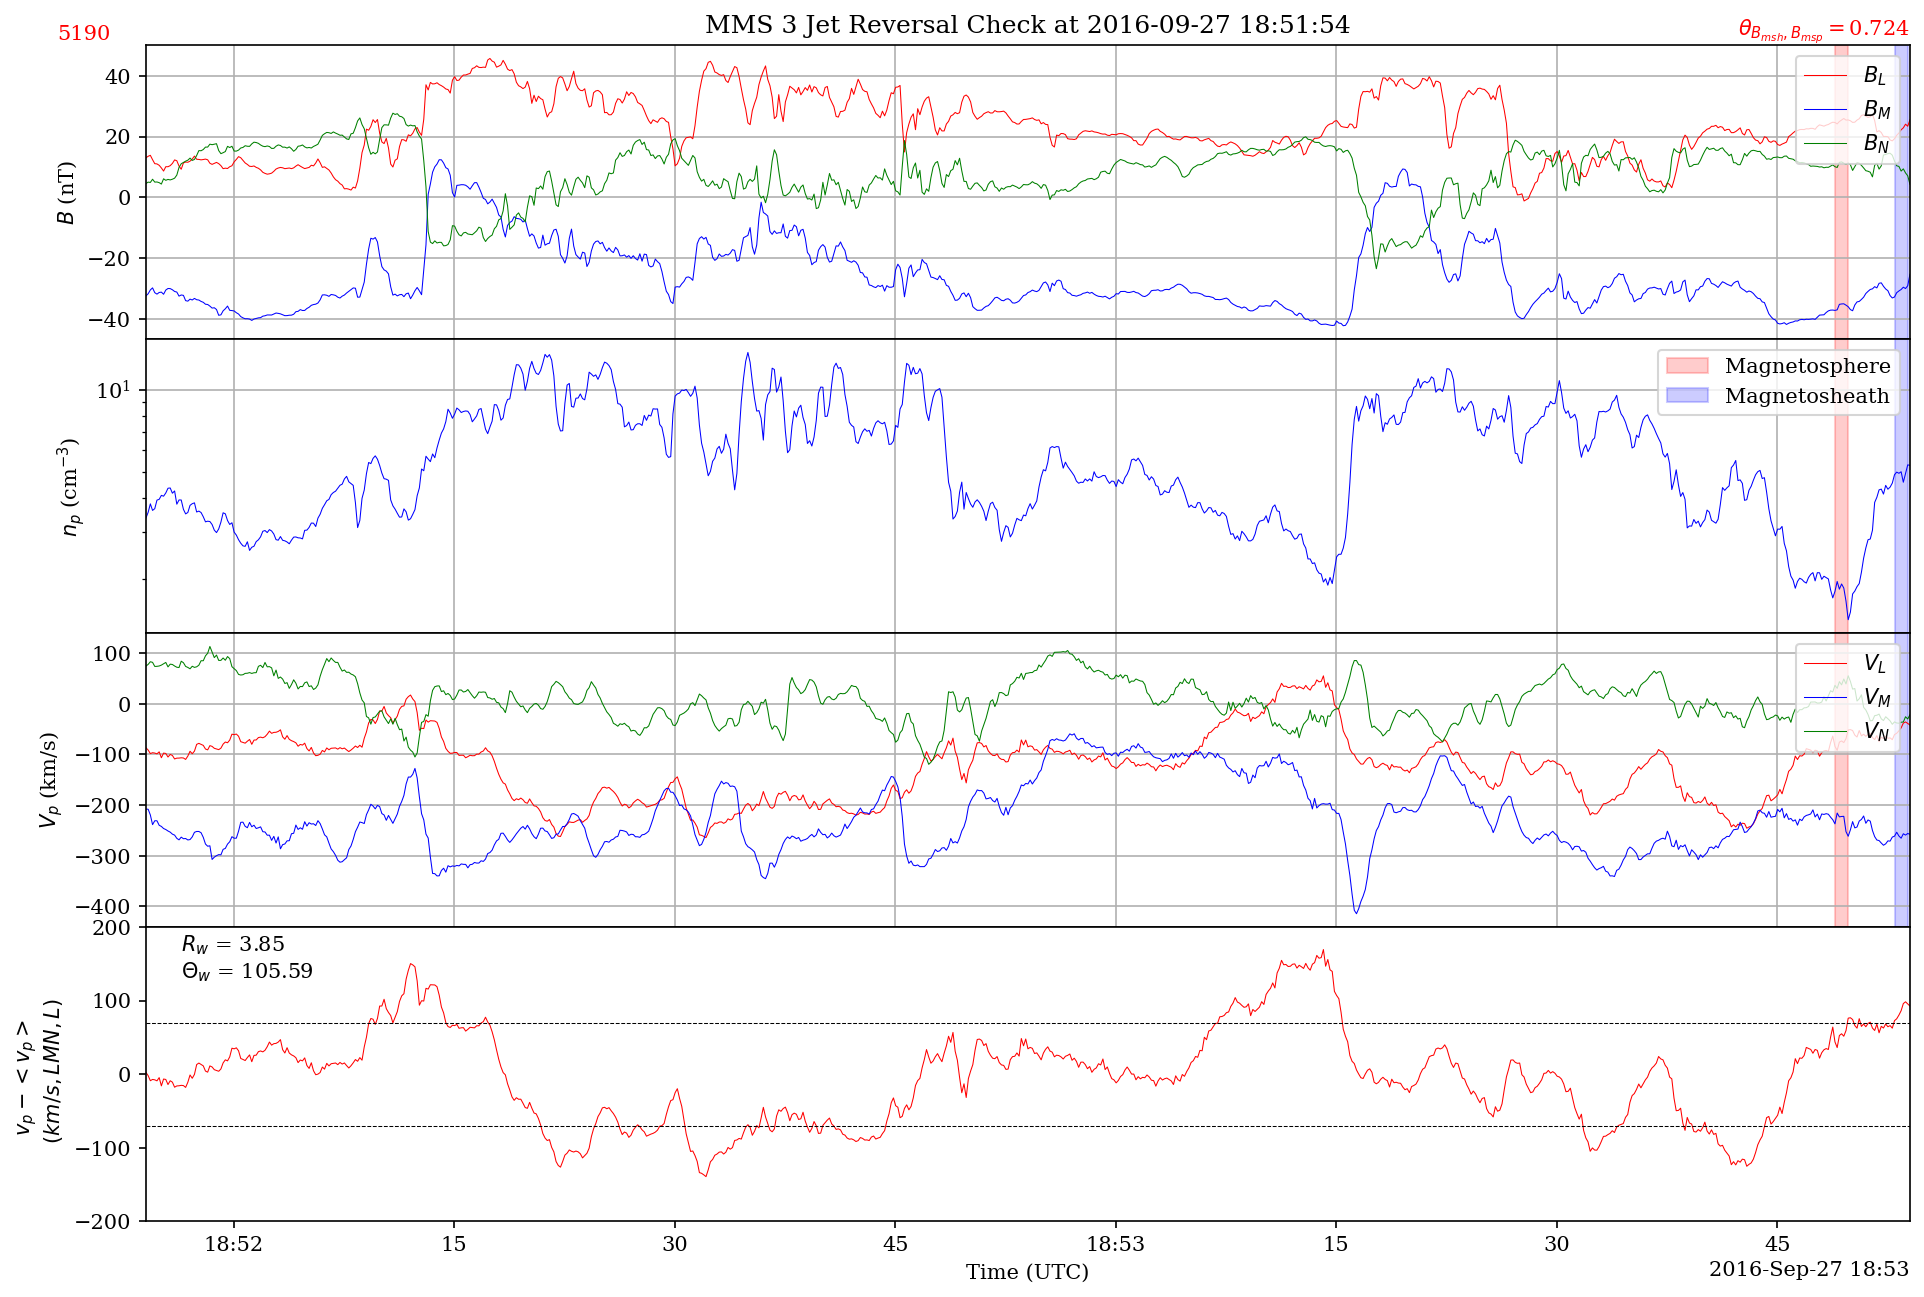 MMS 3 Jet Reversal Check at 2016-09-27 18:51:54
5190
θ_{B_{msh}, B_{msp}} = 0.724
B (nT)
40
20
0
−20
−40
B_L
B_M
B_N
n_p (cm^{−3})
10^1
Magnetosphere
Magnetosheath
V_p (km/s)
100
0
−100
−200
−300
−400
V_L
V_M
V_N
v_p − < v_p >
(km/s, LMN, L)
200
100
0
−100
−200
R_w = 3.85
Θ_w = 105.59
18:52 15 30 45 18:53 15 30 45
Time (UTC)
2016-Sep-27 18:53